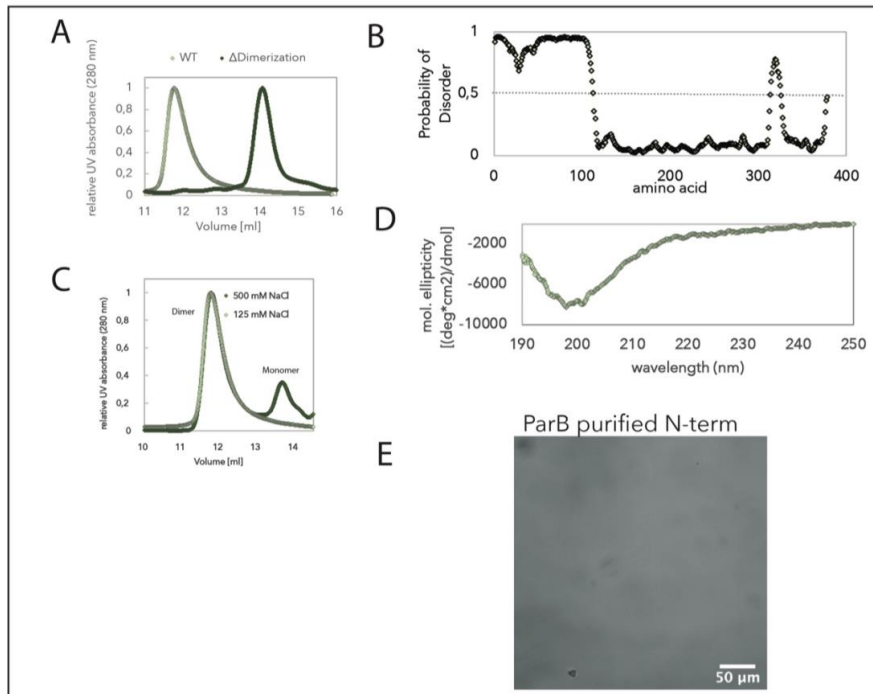 A
WT ΔDimerization
relative UV absorbance (280 nm)
1
0,8
0,6
0,4
0,2
0
11 12 13 14 15 16
Volume [ml]
B
Probability of
Disorder
1
0,5
0
0 100 200 300 400
amino acid
C
500 mM NaCl
125 mM NaCl
Dimer
Monomer
relative UV absorbance (280 nm)
1
0,8
0,6
0,4
0,2
0
10 11 12 13 14
Volume [ml]
D
mol. ellipticity
[(deg*cm2)/dmol]
-2000
-6000
-10000
190 200 210 220 230 240 250
wavelength (nm)
ParB purified N-term
E
50 µm